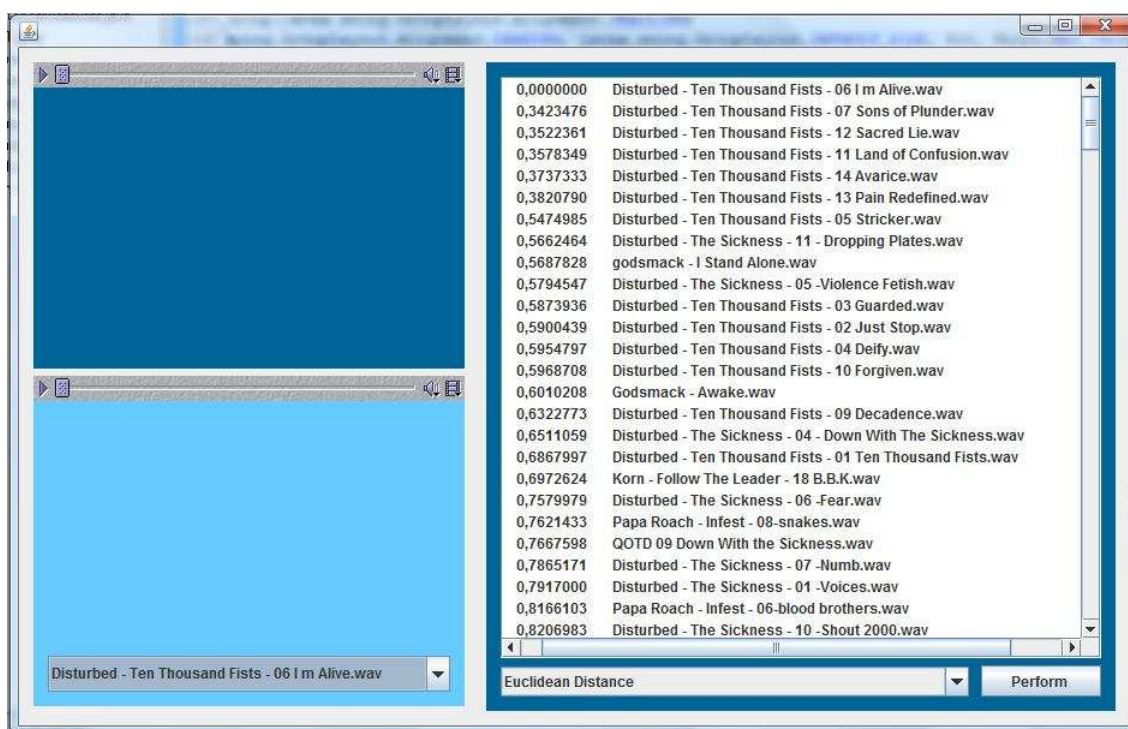 0,0000000 Disturbed - Ten Thousand Fists - 06 I m Alive.wav
0,3423476 Disturbed - Ten Thousand Fists - 07 Sons of Plunder.wav
0,3522361 Disturbed - Ten Thousand Fists - 12 Sacred Lie.wav
0,3578349 Disturbed - Ten Thousand Fists - 11 Land of Confusion.wav
0,3737333 Disturbed - Ten Thousand Fists - 14 Avarice.wav
0,3820790 Disturbed - Ten Thousand Fists - 13 Pain Redefined.wav
0,5474985 Disturbed - Ten Thousand Fists - 05 Stricker.wav
0,5662464 Disturbed - The Sickness - 11 - Dropping Plates.wav
0,5687828 godsmack - I Stand Alone.wav
0,5794547 Disturbed - The Sickness - 05 -Violence Fetish.wav
0,5873936 Disturbed - Ten Thousand Fists - 03 Guarded.wav
0,5900439 Disturbed - Ten Thousand Fists - 02 Just Stop.wav
0,5954797 Disturbed - Ten Thousand Fists - 04 Deify.wav
0,5968708 Disturbed - Ten Thousand Fists - 10 Forgiven.wav
0,6010208 Godsmack - Awake.wav
0,6322773 Disturbed - Ten Thousand Fists - 09 Decadence.wav
0,6511059 Disturbed - The Sickness - 04 - Down With The Sickness.wav
0,6867997 Disturbed - Ten Thousand Fists - 01 Ten Thousand Fists.wav
0,6972624 Korn - Follow The Leader - 18 B.B.K.wav
0,7579979 Disturbed - The Sickness - 06 -Fear.wav
0,7621433 Papa Roach - Infest - 08-snakes.wav
0,7667598 QOTD 09 Down With the Sickness.wav
0,7865171 Disturbed - The Sickness - 07 -Numb.wav
0,7917000 Disturbed - The Sickness - 01 -Voices.wav
0,8166103 Papa Roach - Infest - 06-blood brothers.wav
0,8206983 Disturbed - The Sickness - 10 -Shout 2000.wav
Disturbed - Ten Thousand Fists - 06 I m Alive.wav
Euclidean Distance
Perform